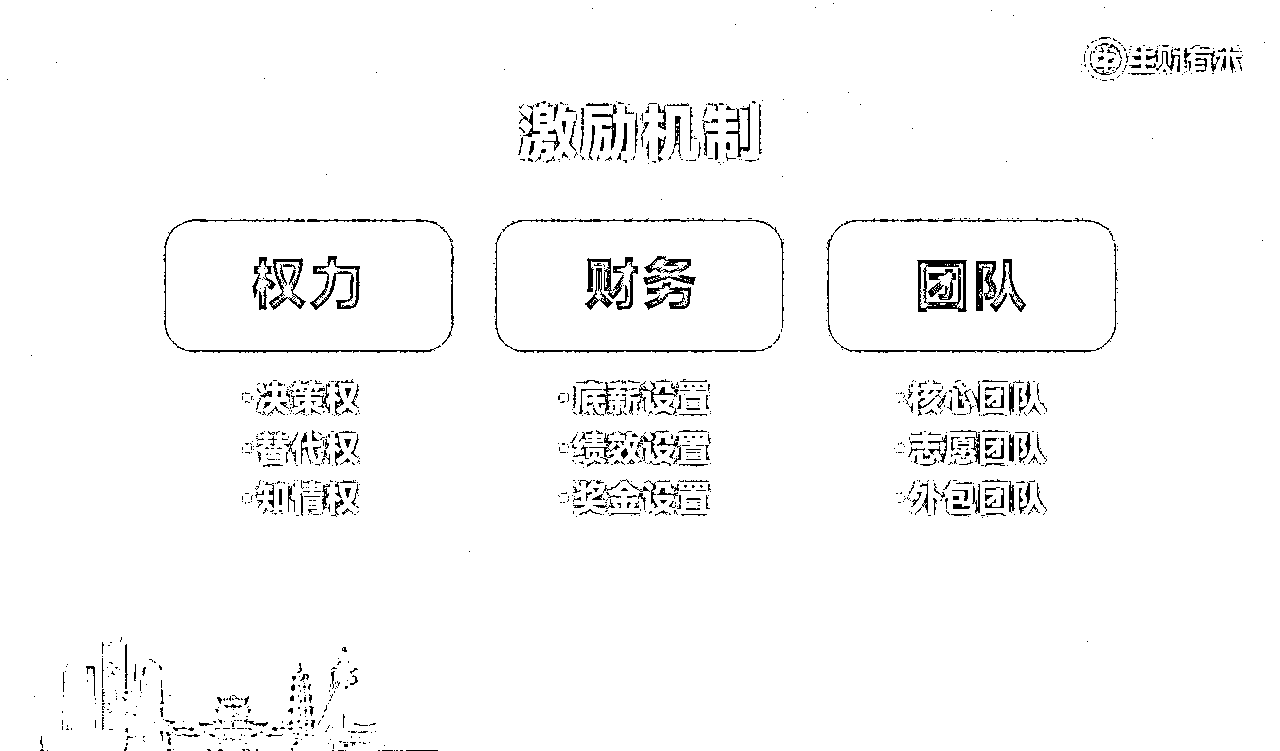 生财有术
激励机制
权力
财务
团队
·决策权
·替代权
·知情权
·底薪设置
·绩效设置
·奖金设置
·核心团队
·志愿团队
·外包团队